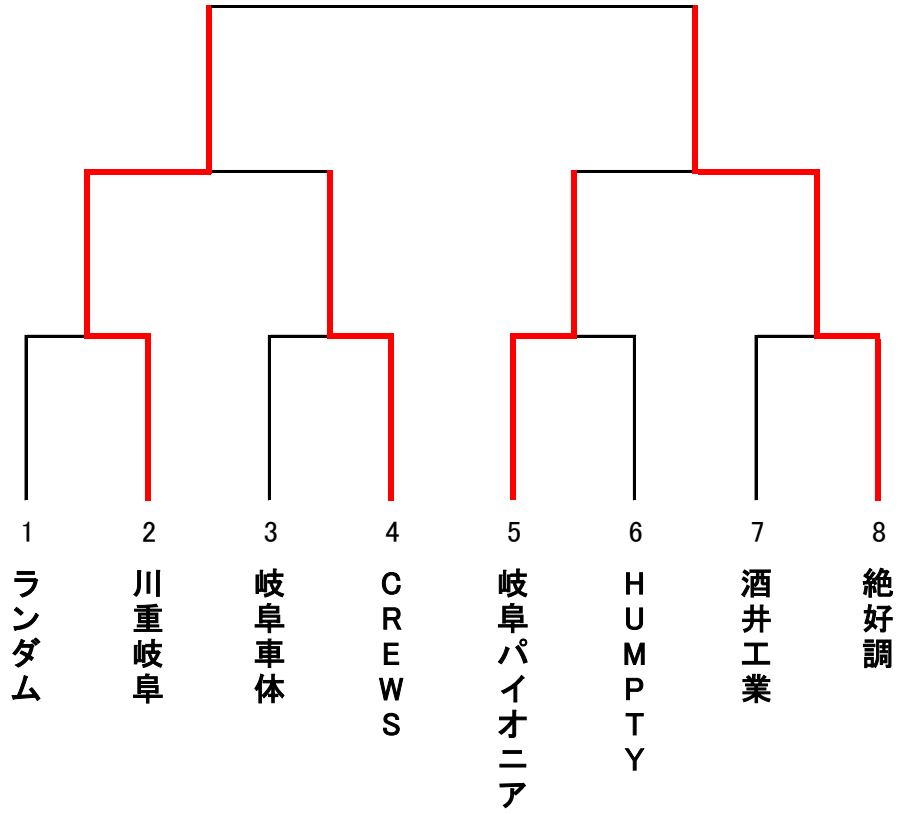 1
ランダム
2
川重岐阜
3
岐阜車体
4
CREWS
5
岐阜パイオニア
6
HUMPTY
7
酒井工業
8
絶好調